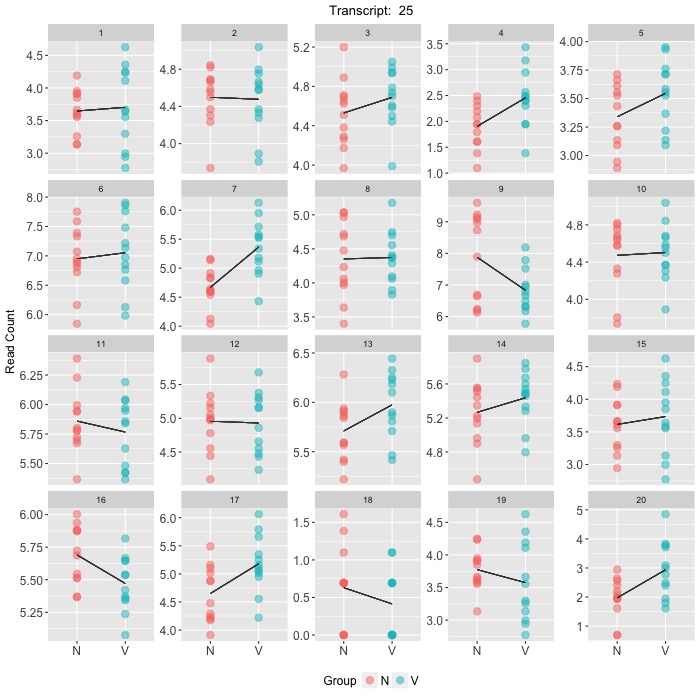 Transcript: 25
1 2 3 4 5
4.5 4.0 3.5 3.0
4.8 4.4 4.0
5.2 4.8 4.4 4.0
3.5 3.0 2.5 2.0 1.5 1.0
4.00 3.75 3.50 3.25 3.00
6 7 8 9 10
8.0 7.5 7.0 6.5 6.0
6.0 5.5 5.0 4.5 4.0
5.0 4.5 4.0 3.5
9 8 7 6
4.8 4.4 4.0
Read Count
11 12 13 14 15
6.25 6.00 5.75 5.50
5.5 5.0 4.5
6.5 6.0 5.5
5.6 5.2 4.8
4.5 4.0 3.5 3.0
16 17 18 19 20
6.00 5.75 5.50 5.25
6.0 5.5 5.0 4.5 4.0
1.5 1.0 0.5 0.0
4.5 4.0 3.5 3.0
5 4 3 2 1
N V N V N V N V N V
Group N V